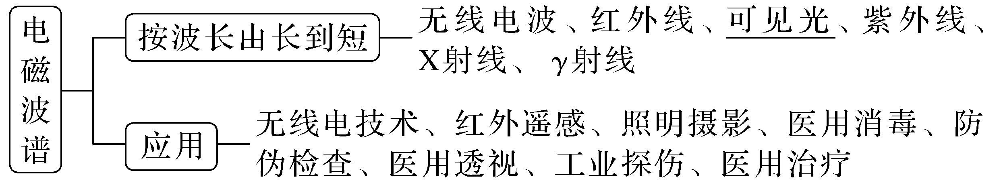 电磁波谱
按波长由长到短
无线电波、红外线、可见光、紫外线、
X射线、γ射线
应用
无线电技术、红外遥感、照明摄影、医用消毒、防
伪检查、医用透视、工业探伤、医用治疗